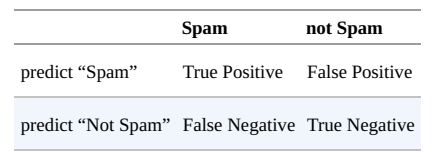 Spam not Spam
predict “Spam” True Positive False Positive
predict “Not Spam” False Negative True Negative